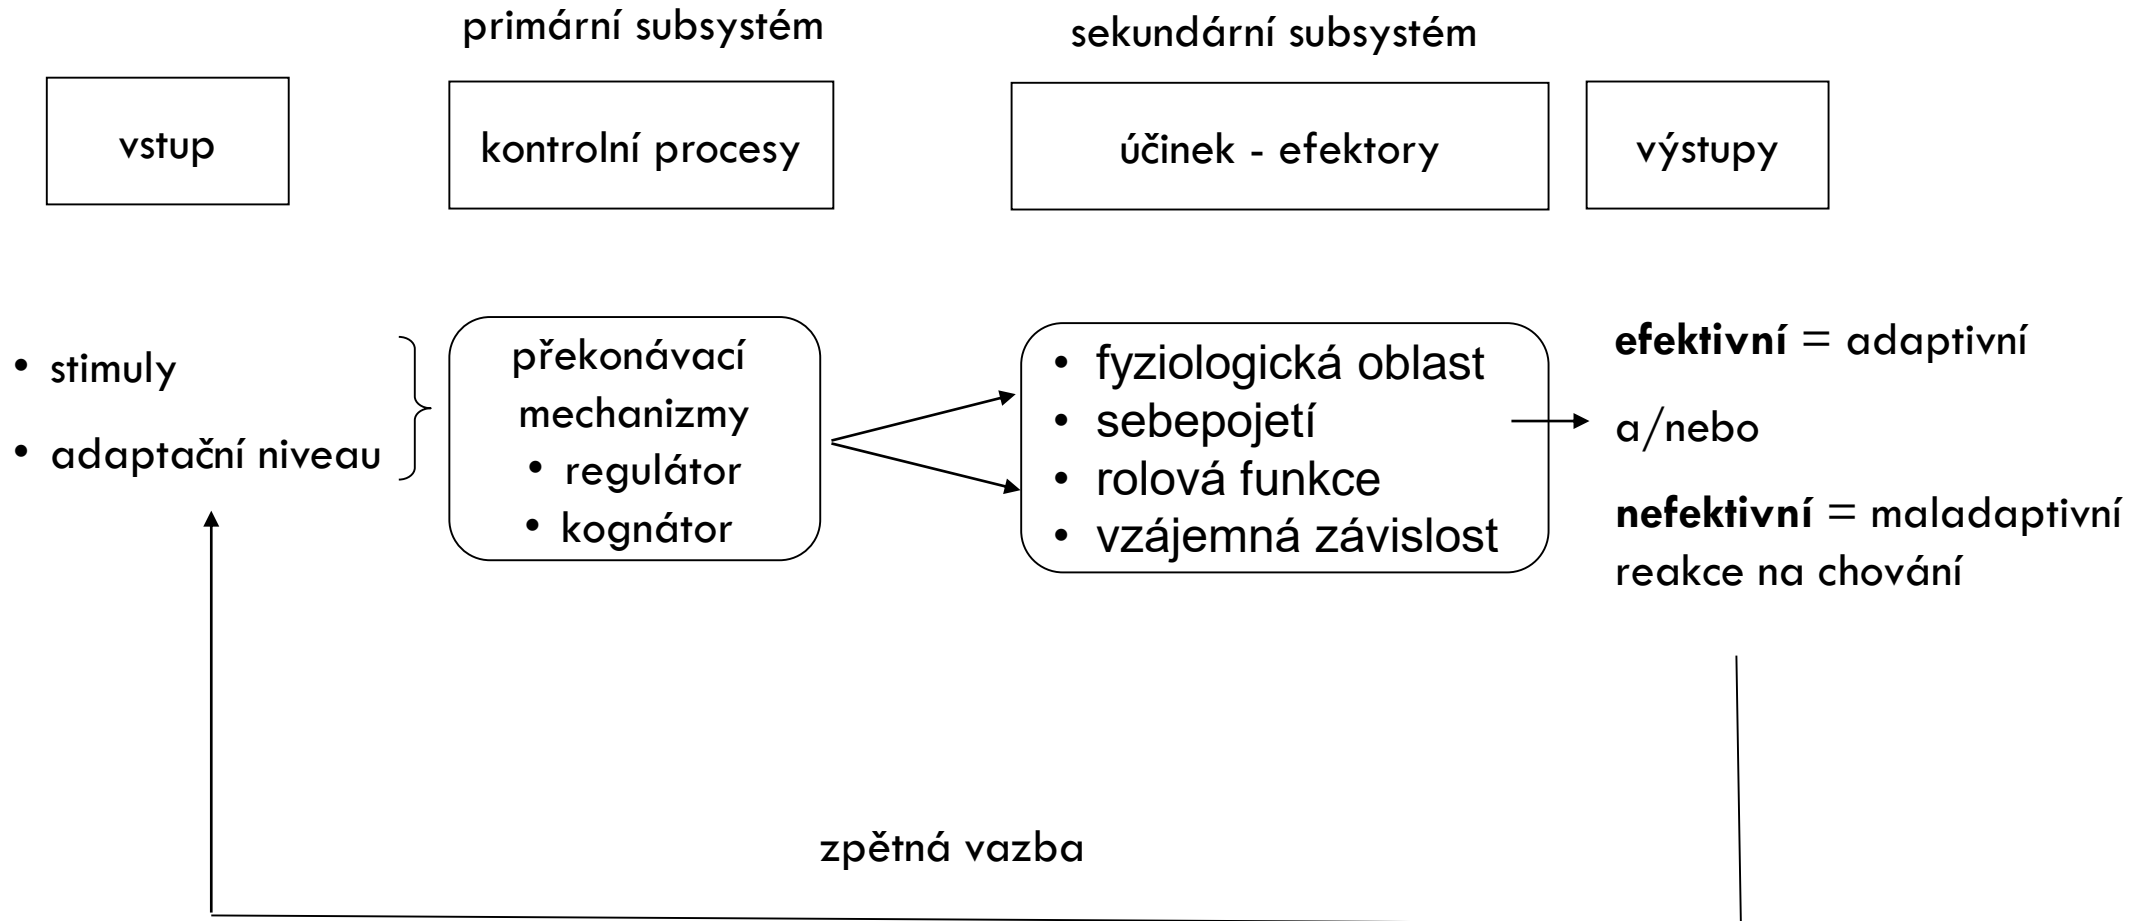 primární subsystém
sekundární subsystém
vstup
kontrolní procesy
účinek - efektory
výstupy
• stimuly
• adaptační niveau
překonávací
mechanizmy
• regulátor
• kognátor
• fyziologická oblast
• sebepojetí
• rolová funkce
• vzájemná závislost
efektivní = adaptivní
a/nebo
nefektivní = maladaptivní
reakce na chování
zpětná vazba